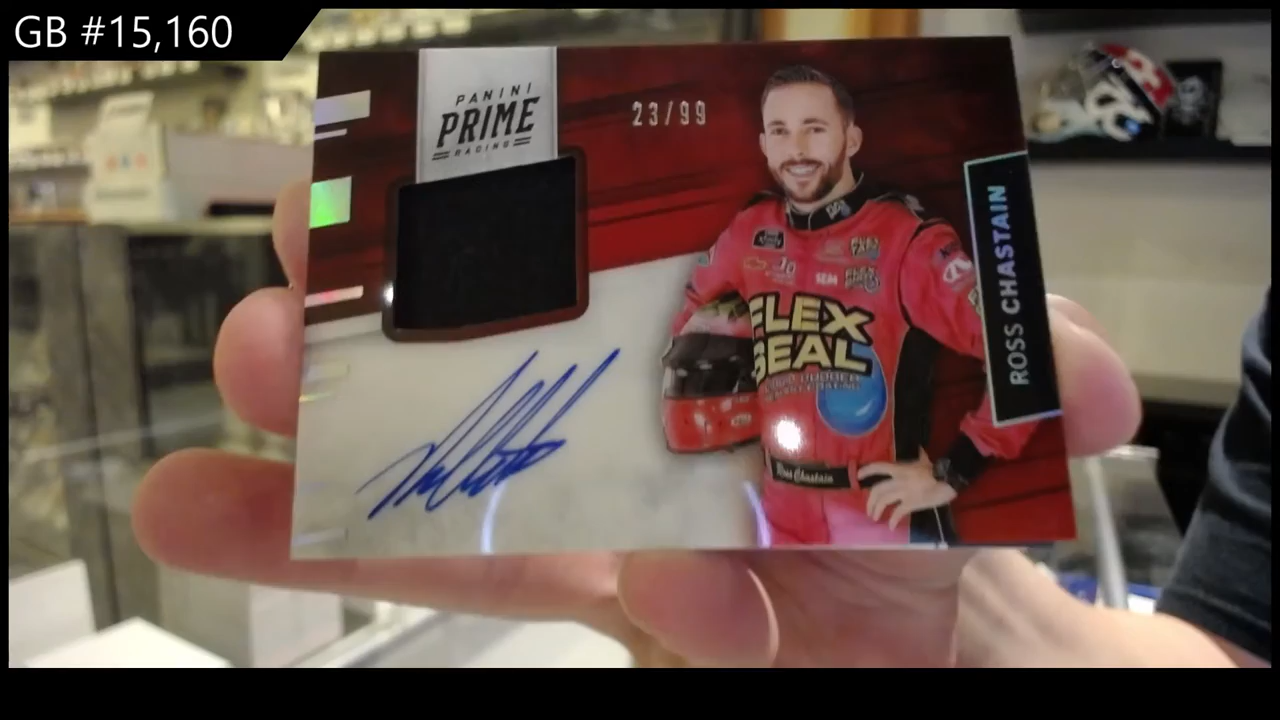 GB #15,160
PANINI
PRIME
RACING
23/99
ROSS CHASTAIN
FLEX
SEAL
Ross Chastain